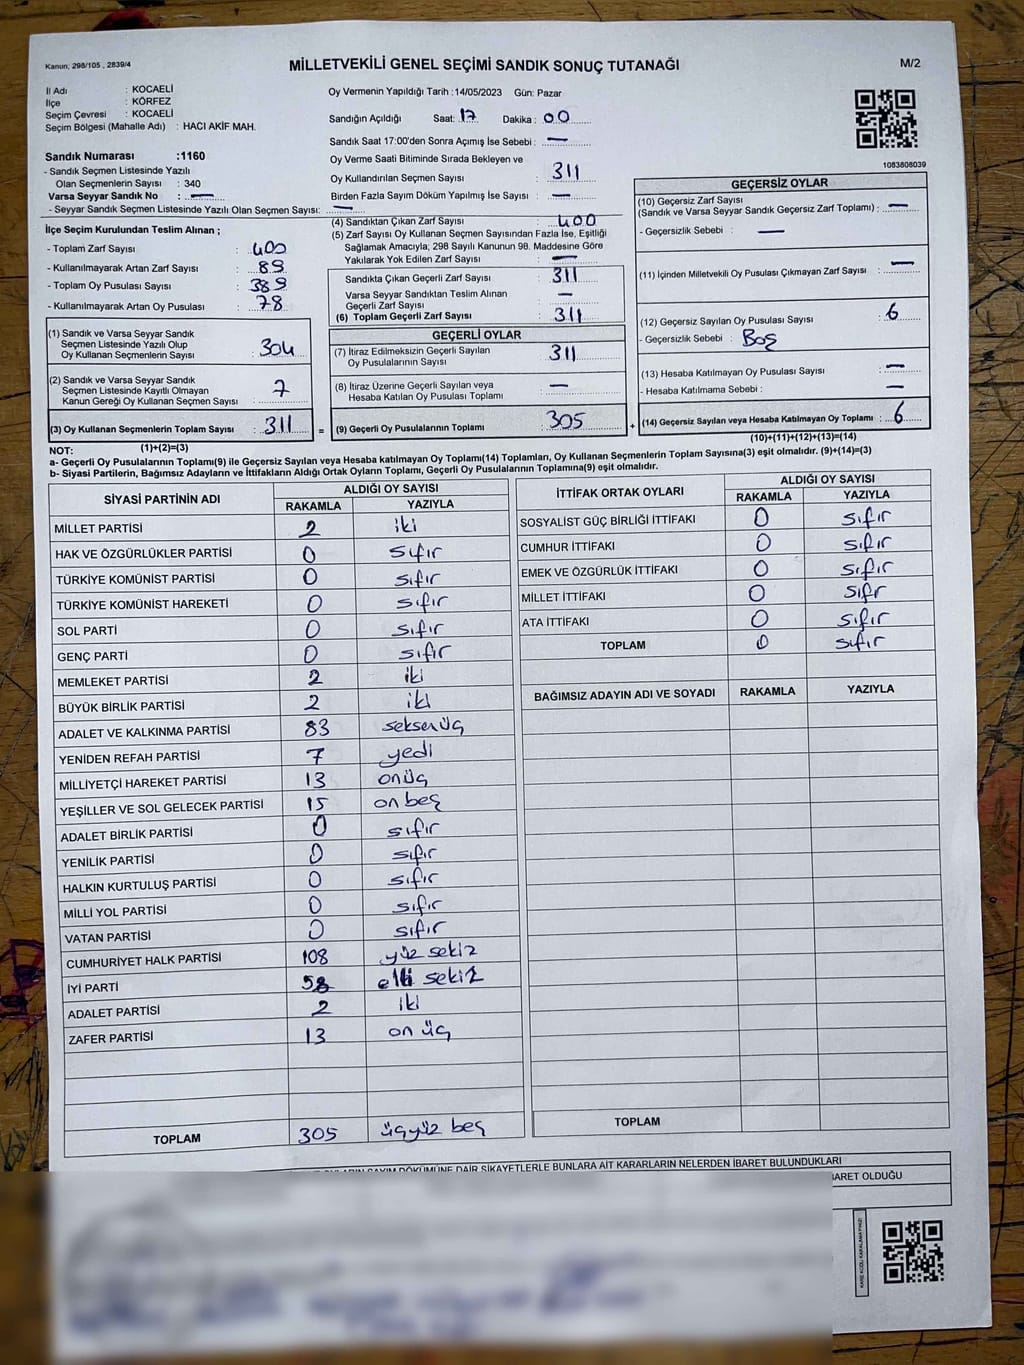 Kanun, 298/105 , 2839/4
MİLLETVEKİLİ GENEL SEÇİMİ SANDIK SONUÇ TUTANAĞI
M/2
İl Adı : KOCAELİ
İlçe : KÖRFEZ
Seçim Çevresi : KOCAELİ
Seçim Bölgesi (Mahalle Adı) : HACI AKİF MAH.
Sandık Numarası :1160
- Sandık Seçmen Listesinde Yazılı
Olan Seçmenlerin Sayısı : 340
Varsa Seyyar Sandık No : —
- Seyyar Sandık Seçmen Listesinde Yazılı Olan Seçmen Sayısı: —
İlçe Seçim Kurulundan Teslim Alınan ;
- Toplam Zarf Sayısı : 400
- Kullanılmayarak Artan Zarf Sayısı : 89
- Toplam Oy Pusulası Sayısı : 389
- Kullanılmayarak Artan Oy Pusulası : 78
(1) Sandık ve Varsa Seyyar Sandık
Seçmen Listesinde Yazılı Olup
Oy Kullanan Seçmenlerin Sayısı : 304
(2) Sandık ve Varsa Seyyar Sandık
Seçmen Listesinde Kayıtlı Olmayan
Kanun Gereği Oy Kullanan Seçmen Sayısı : 7
(3) Oy Kullanan Seçmenlerin Toplam Sayısı : 311
(1)+(2)=(3)
Oy Vermenin Yapıldığı Tarih :14/05/2023 Gün: Pazar
Sandığın Açıldığı Saat: 17 Dakika : 00
Sandık Saat 17:00'den Sonra Açımış İse Sebebi : —
Oy Verme Saati Bitiminde Sırada Bekleyen ve
Oy Kullandırılan Seçmen Sayısı : 311
Birden Fazla Sayım Döküm Yapılmış İse Sayısı : —
(4) Sandıktan Çıkan Zarf Sayısı : 400
(5) Zarf Sayısı Oy Kullanan Seçmen Sayısından Fazla İse, Eşitliği
Sağlamak Amacıyla; 298 Sayılı Kanunun 98. Maddesine Göre
Yakılarak Yok Edilen Zarf Sayısı : —
Sandıkta Çıkan Geçerli Zarf Sayısı : 311
Varsa Seyyar Sandıktan Teslim Alınan
Geçerli Zarf Sayısı : —
(6) Toplam Geçerli Zarf Sayısı : 311
GEÇERLİ OYLAR
(7) İtiraz Edilmeksizin Geçerli Sayılan
Oy Pusulalarının Sayısı : 311
(8) İtiraz Üzerine Geçerli Sayılan veya
Hesaba Katılan Oy Pusulası Toplamı : —
= (9) Geçerli Oy Pusulalarının Toplamı : 305
1083808039
GEÇERSİZ OYLAR
(10) Geçersiz Zarf Sayısı
(Sandık ve Varsa Seyyar Sandık Geçersiz Zarf Toplamı) : —
- Geçersizlik Sebebi : —
(11) İçinden Milletvekili Oy Pusulası Çıkmayan Zarf Sayısı : —
(12) Geçersiz Sayılan Oy Pusulası Sayısı : 6
- Geçersizlik Sebebi : Boş
(13) Hesaba Katılmayan Oy Pusulası Sayısı : —
- Hesaba Katılmama Sebebi : —
+ (14) Geçersiz Sayılan veya Hesaba Katılmayan Oy Toplamı : 6
(10)+(11)+(12)+(13)=(14)
NOT:
a- Geçerli Oy Pusulalarının Toplamı(9) ile Geçersiz Sayılan veya Hesaba Katılmayan Oy Toplamı(14) Toplamları, Oy Kullanan Seçmenlerin Toplam Sayısına(3) eşit olmalıdır. (9)+(14)=(3)
b- Siyasi Partilerin, Bağımsız Adayların ve İttifakların Aldığı Ortak Oyların Toplamı, Geçerli Oy Pusulalarının Toplamına(9) eşit olmalıdır.
SİYASİ PARTİNİN ADI ALDIĞI OY SAYISI
RAKAMLA YAZIYLA
MİLLET PARTİSİ 2 iki
HAK VE ÖZGÜRLÜKLER PARTİSİ 0 sıfır
TÜRKİYE KOMÜNİST PARTİSİ 0 sıfır
TÜRKİYE KOMÜNİST HAREKETİ 0 sıfır
SOL PARTİ 0 sıfır
GENÇ PARTİ 0 sıfır
MEMLEKET PARTİSİ 2 iki
BÜYÜK BİRLİK PARTİSİ 2 iki
ADALET VE KALKINMA PARTİSİ 83 seksenüç
YENİDEN REFAH PARTİSİ 7 yedi
MİLLİYETÇİ HAREKET PARTİSİ 13 onüç
YEŞİLLER VE SOL GELECEK PARTİSİ 15 on beş
ADALET BİRLİK PARTİSİ 0 sıfır
YENİLİK PARTİSİ 0 sıfır
HALKIN KURTULUŞ PARTİSİ 0 sıfır
MİLLİ YOL PARTİSİ 0 sıfır
VATAN PARTİSİ 0 sıfır
CUMHURİYET HALK PARTİSİ 108 yüz sekiz
İYİ PARTİ 58 elli sekiz
ADALET PARTİSİ 2 iki
ZAFER PARTİSİ 13 on üç
TOPLAM 305 üçyüz beş
İTTİFAK ORTAK OYLARI ALDIĞI OY SAYISI
RAKAMLA YAZIYLA
SOSYALİST GÜÇ BİRLİĞİ İTTİFAKI 0 sıfır
CUMHUR İTTİFAKI 0 sıfır
EMEK VE ÖZGÜRLÜK İTTİFAKI 0 sıfır
MİLLET İTTİFAKI 0 sıfr
ATA İTTİFAKI 0 sıfır
TOPLAM 0 sıfır
BAĞIMSIZ ADAYIN ADI VE SOYADI RAKAMLA YAZIYLA
TOPLAM
SAYIM DÖKÜMÜNE DAİR ŞİKAYETLERLE BUNLARA AİT KARARLARIN NELERDEN İBARET BULUNDUKLARI
BARET OLDUĞU
KARE KODU KARALAMAYINIZ!